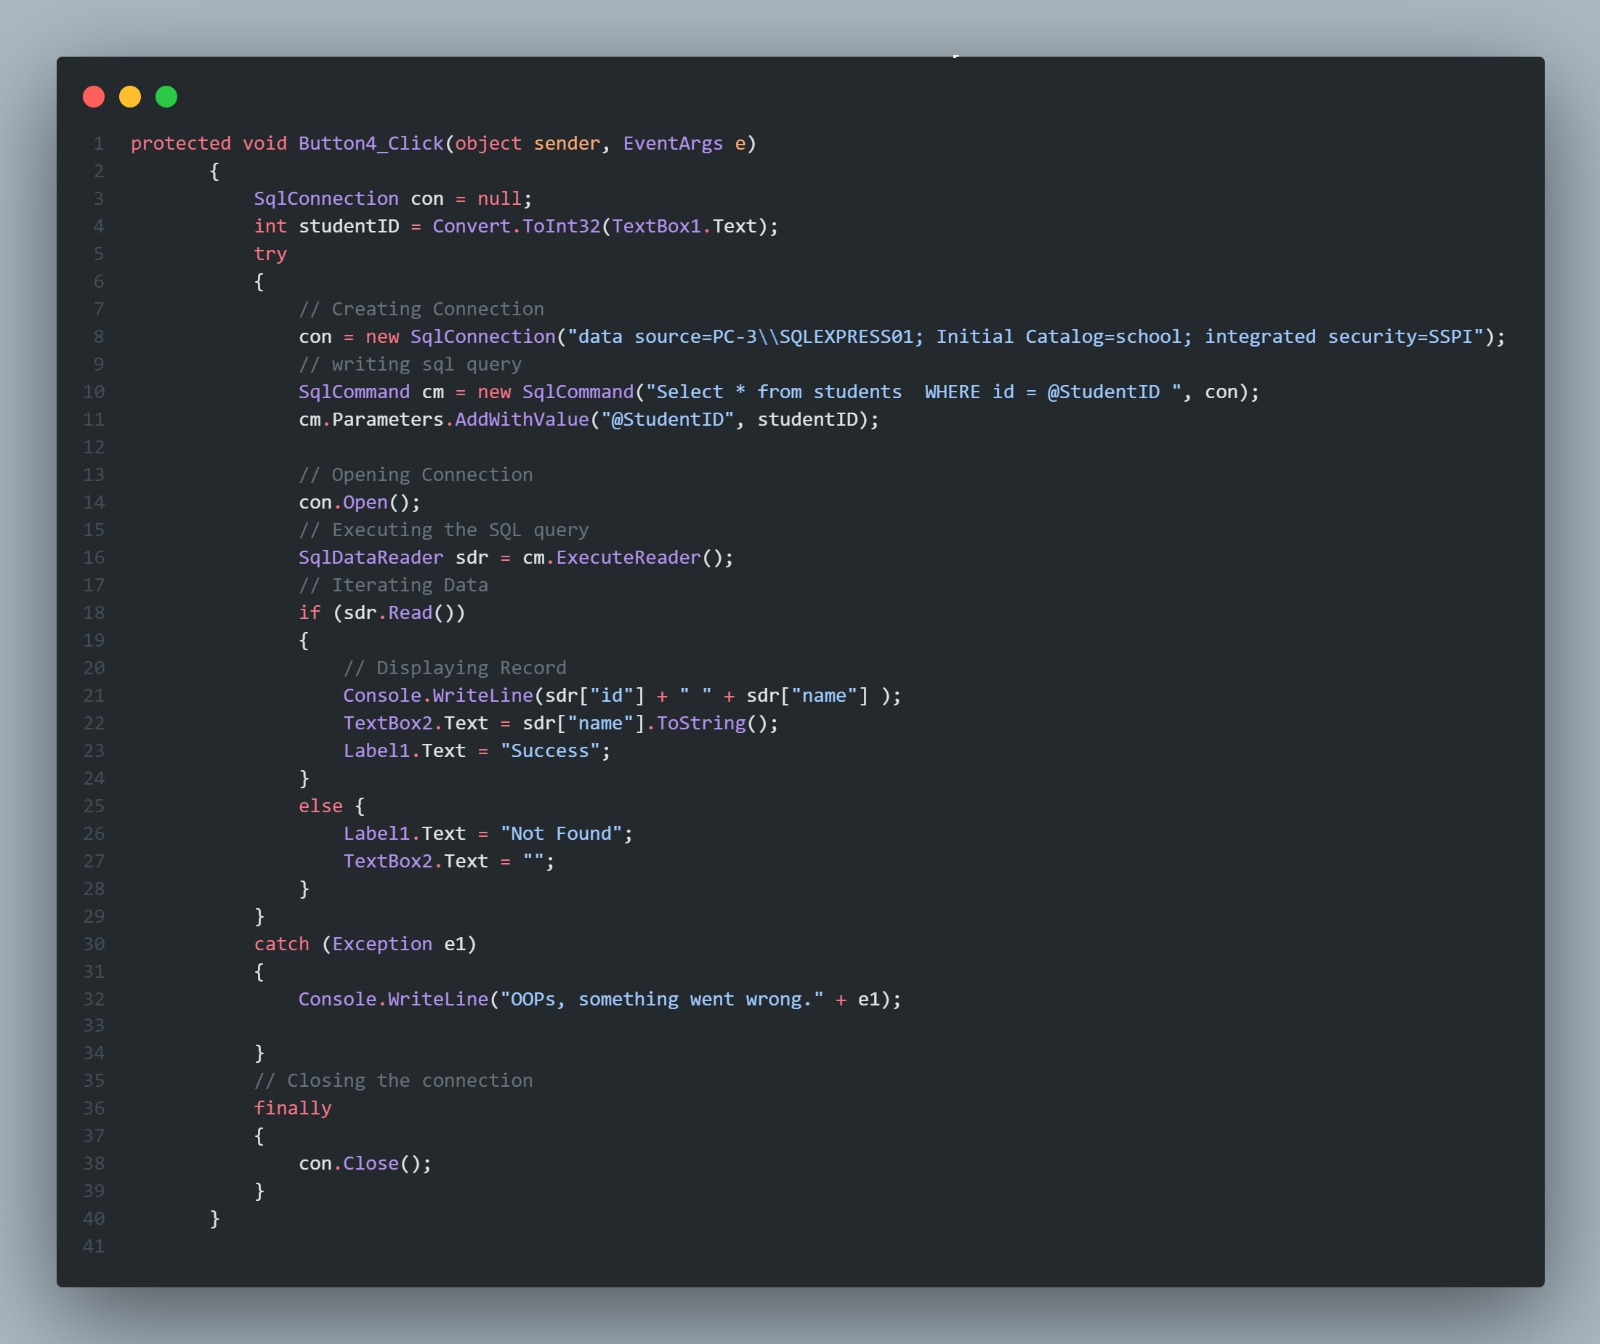 1 protected void Button4_Click(object sender, EventArgs e)
2         {
3             SqlConnection con = null;
4             int studentID = Convert.ToInt32(TextBox1.Text);
5             try
6             {
7                 // Creating Connection
8                 con = new SqlConnection("data source=PC-3\\SQLEXPRESS01; Initial Catalog=school; integrated security=SSPI");
9                 // writing sql query
10                 SqlCommand cm = new SqlCommand("Select * from students  WHERE id = @StudentID ", con);
11                 cm.Parameters.AddWithValue("@StudentID", studentID);
12
13                 // Opening Connection
14                 con.Open();
15                 // Executing the SQL query
16                 SqlDataReader sdr = cm.ExecuteReader();
17                 // Iterating Data
18                 if (sdr.Read())
19                 {
20                     // Displaying Record
21                     Console.WriteLine(sdr["id"] + " " + sdr["name"] );
22                     TextBox2.Text = sdr["name"].ToString();
23                     Label1.Text = "Success";
24                 }
25                 else {
26                     Label1.Text = "Not Found";
27                     TextBox2.Text = "";
28                 }
29             }
30             catch (Exception e1)
31             {
32                 Console.WriteLine("OOPs, something went wrong." + e1);
33
34             }
35             // Closing the connection
36             finally
37             {
38                 con.Close();
39             }
40         }
41